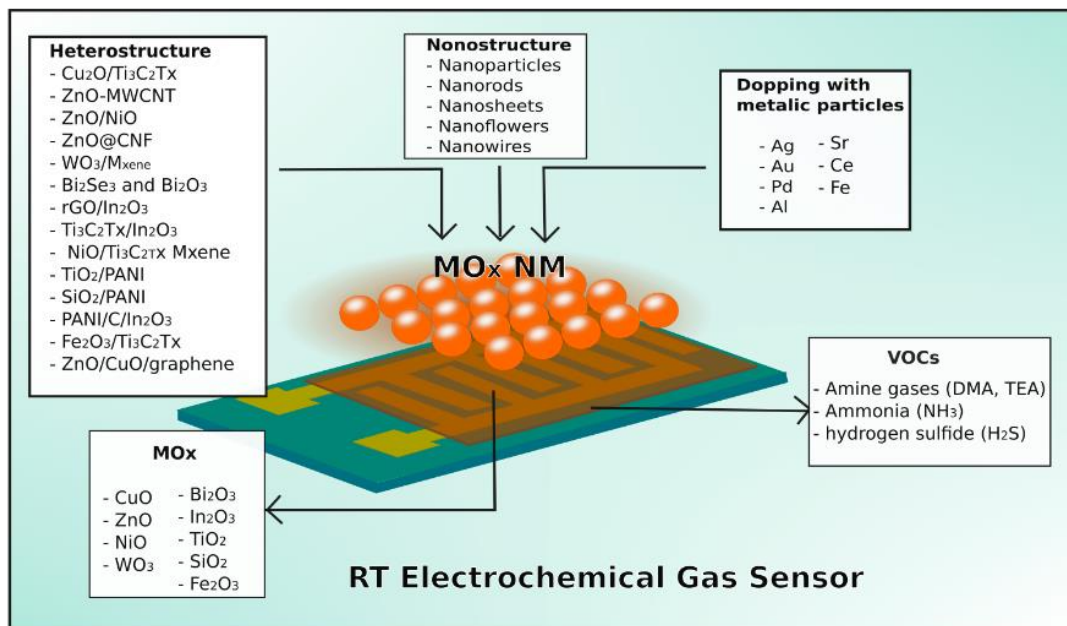 Heterostructure
- Cu₂O/Ti₃C₂Tx
- ZnO-MWCNT
- ZnO/NiO
- ZnO@CNF
- WO₃/Mxene
- Bi₂Se₃ and Bi₂O₃
- rGO/In₂O₃
- Ti₃C₂Tx/In₂O₃
- NiO/Ti₃C₂Tx Mxene
- TiO₂/PANI
- SiO₂/PANI
- PANI/C/In₂O₃
- Fe₂O₃/Ti₃C₂Tx
- ZnO/CuO/graphene
Nonostructure
- Nanoparticles
- Nanorods
- Nanosheets
- Nanoflowers
- Nanowires
Dopping with
metalic particles
- Ag
- Au
- Pd
- Al
- Sr
- Ce
- Fe
MOx NM
VOCs
- Amine gases (DMA, TEA)
- Ammonia (NH₃)
- hydrogen sulfide (H₂S)
MOx
- CuO
- ZnO
- NiO
- WO₃
- Bi₂O₃
- In₂O₃
- TiO₂
- SiO₂
- Fe₂O₃
RT Electrochemical Gas Sensor